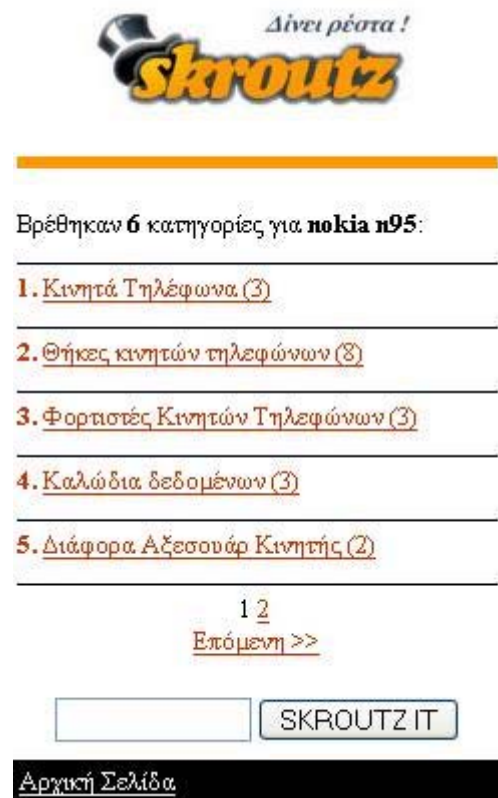 Δίνει ρέστα !
skroutz
Βρέθηκαν 6 κατηγορίες για nokia n95:
1. Κινητά Τηλέφωνα (3)
2. Θήκες κινητών τηλεφώνων (8)
3. Φορτιστές Κινητών Τηλεφώνων (3)
4. Καλώδια δεδομένων (3)
5. Διάφορα Αξεσουάρ Κινητής (2)
1 2
Επόμενη >>
SKROUTZ IT
Αρχική Σελίδα